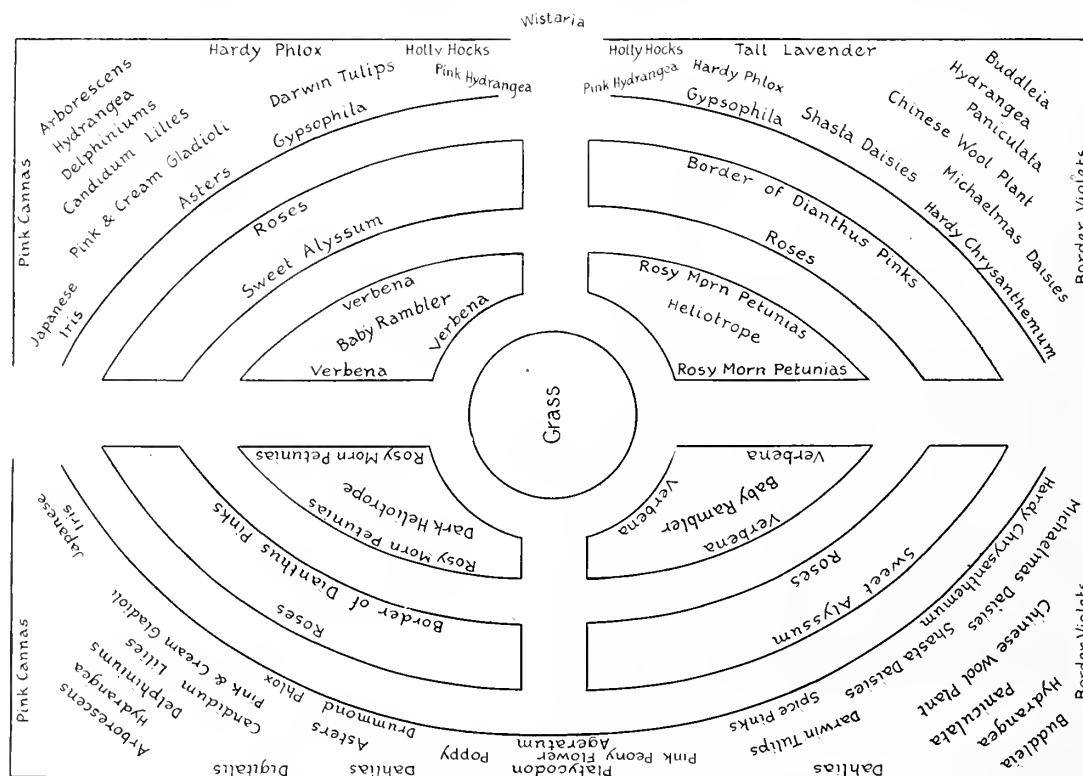 Wistaria
Hardy Phlox
Holly Hocks
Holly Hocks
Tall Lavender
Pink Hydrangea
Pink Hydrangea
Hardy Phlox
Darwin Tulips
Gypsophila
Gypsophila
Shasta Daisies
Buddleia
Hydrangea
Paniculata
Chinese Wool Plant
Michaelmas Daisies
Hardy Chrysanthemum
Border Violets
Arborescens
Hydrangea
Delphiniums
Candidum Lilies
Pink & Cream Gladioli
Asters
Pink Cannas
Japanese
Iris
Roses
Sweet Alyssum
Verbena
Baby Rambler
Verbena
Verbena
Border of Dianthus Pinks
Roses
Rosy Morn Petunias
Heliotrope
Rosy Morn Petunias
Grass
Rosy Morn Petunias
Dark Heliotrope
Rosy Morn Petunias
Border of Dianthus Pinks
Roses
Verbena
Baby Rambler
Verbena
Verbena
Roses
Sweet Alyssum
Japanese
Iris
Pink Cannas
Pink & Cream Gladioli
Candidum Lilies
Delphiniums
Hydrangea
Arborescens
Phlox
Drummond
Asters
Digitalis
Dahlias
Poppy
Ageratum
Pink Peony Flower
Platycodon
Spice Pinks
Darwin Tulips
Dahlias
Shasta Daisies
Hardy Chrysanthemum
Michaelmas Daisies
Chinese Wool Plant
Paniculata
Hydrangea
Buddleia
Border Violets